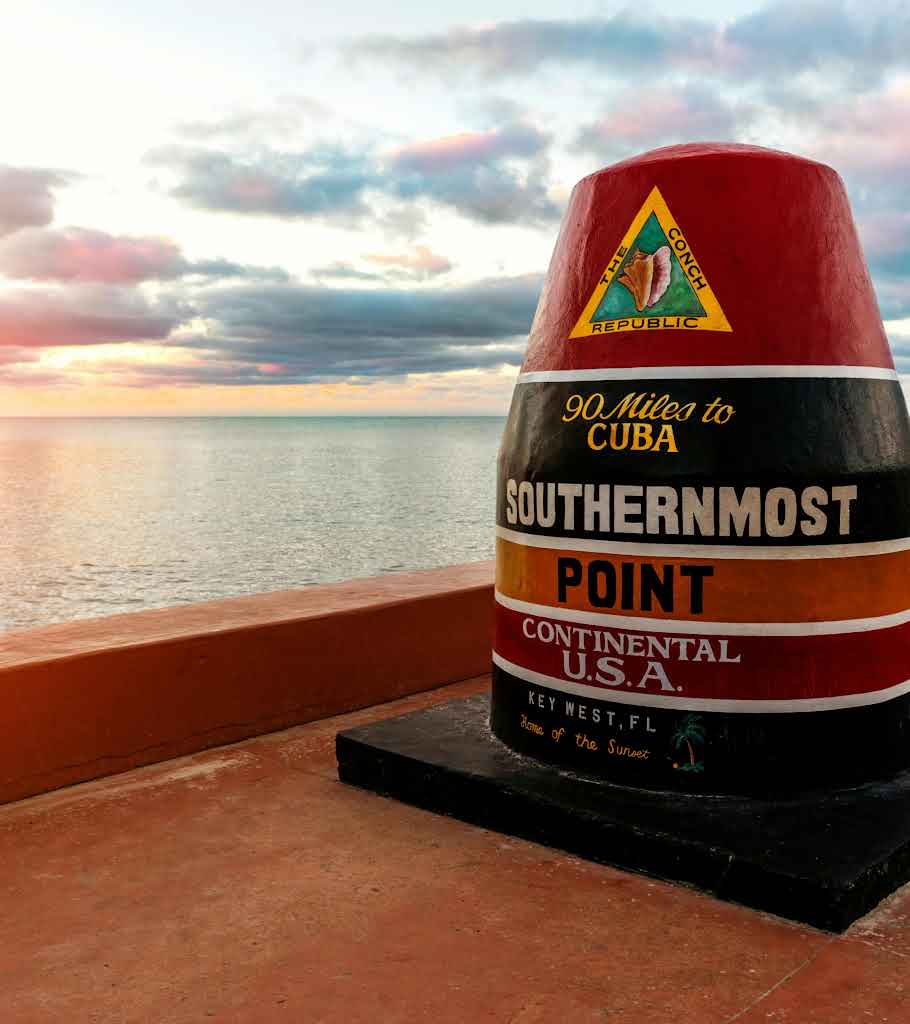 THE CONCH
REPUBLIC
90 Miles to
CUBA
SOUTHERNMOST
POINT
CONTINENTAL
U.S.A.
KEY WEST, FL
Home of the Sunset